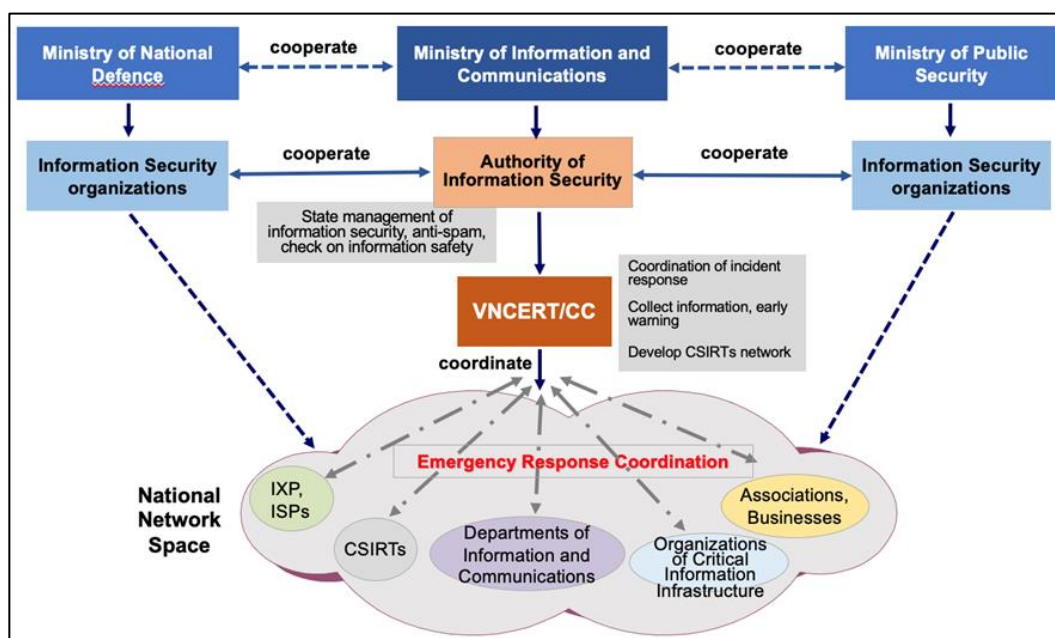 Ministry of National
Defence
cooperate
Ministry of Information and
Communications
cooperate
Ministry of Public
Security
Information Security
organizations
cooperate
Authority of
Information Security
cooperate
Information Security
organizations
State management of
information security, anti-spam,
check on information safety
VNCERT/CC
Coordination of incident
response
Collect information, early
warning
Develop CSIRTs network
coordinate
Emergency Response Coordination
National
Network
Space
IXP,
ISPs
CSIRTs
Departments of
Information and
Communications
Organizations
of Critical
Information
Infrastructure
Associations,
Businesses